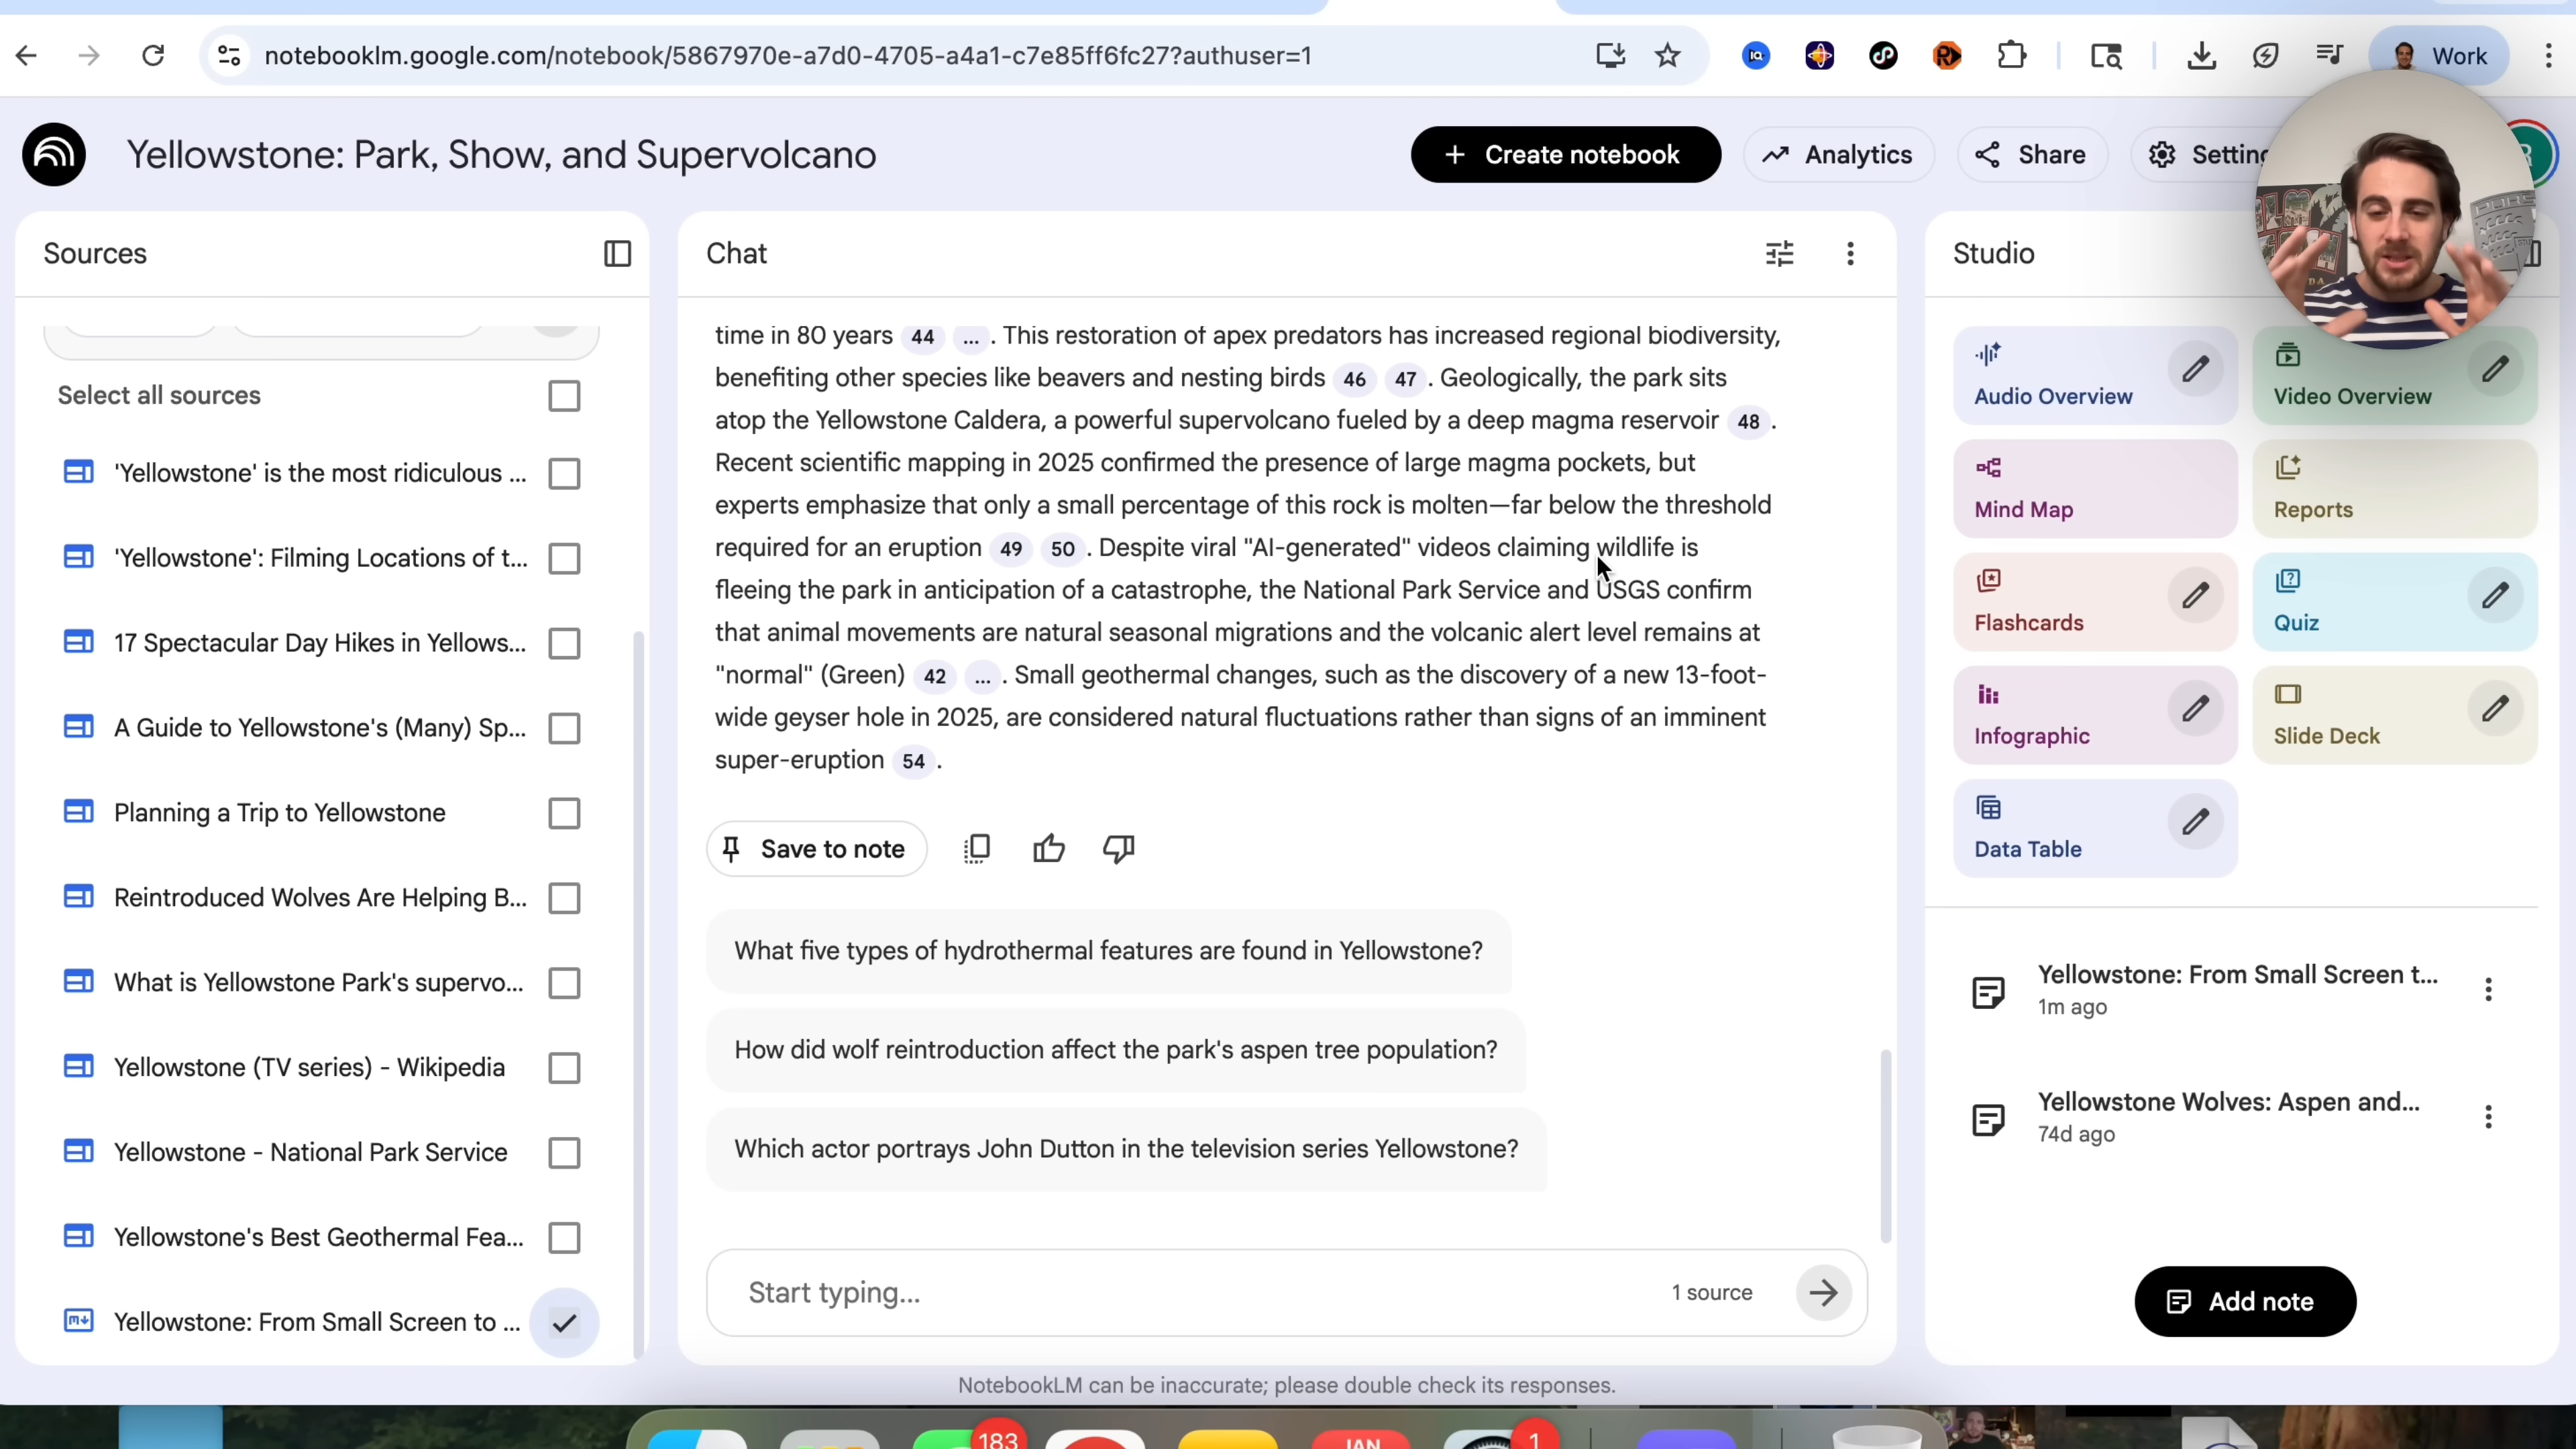 notebooklm.google.com/notebook/5867970e-a7d0-4705-a4a1-c7e85ff6fc27?authuser=1
Work
Yellowstone: Park, Show, and Supervolcano
Create notebook
Analytics
Share
Setting
Sources
Select all sources
'Yellowstone' is the most ridiculous ...
'Yellowstone': Filming Locations of t...
17 Spectacular Day Hikes in Yellows...
A Guide to Yellowstone's (Many) Sp...
Planning a Trip to Yellowstone
Reintroduced Wolves Are Helping B...
What is Yellowstone Park's supervo...
Yellowstone (TV series) - Wikipedia
Yellowstone - National Park Service
Yellowstone's Best Geothermal Fea...
Yellowstone: From Small Screen to ...
Chat
time in 80 years 44 ... . This restoration of apex predators has increased regional biodiversity,
benefiting other species like beavers and nesting birds 46 47 . Geologically, the park sits
atop the Yellowstone Caldera, a powerful supervolcano fueled by a deep magma reservoir 48 .
Recent scientific mapping in 2025 confirmed the presence of large magma pockets, but
experts emphasize that only a small percentage of this rock is molten—far below the threshold
required for an eruption 49 50 . Despite viral "AI-generated" videos claiming wildlife is
fleeing the park in anticipation of a catastrophe, the National Park Service and USGS confirm
that animal movements are natural seasonal migrations and the volcanic alert level remains at
"normal" (Green) 42 ... . Small geothermal changes, such as the discovery of a new 13-foot-
wide geyser hole in 2025, are considered natural fluctuations rather than signs of an imminent
super-eruption 54 .
Save to note
What five types of hydrothermal features are found in Yellowstone?
How did wolf reintroduction affect the park's aspen tree population?
Which actor portrays John Dutton in the television series Yellowstone?
Start typing...
1 source
NotebookLM can be inaccurate; please double check its responses.
Studio
Audio Overview
Video Overview
Mind Map
Reports
Flashcards
Quiz
Infographic
Slide Deck
Data Table
Yellowstone: From Small Screen t...
1m ago
Yellowstone Wolves: Aspen and...
74d ago
Add note
183
JAN
1